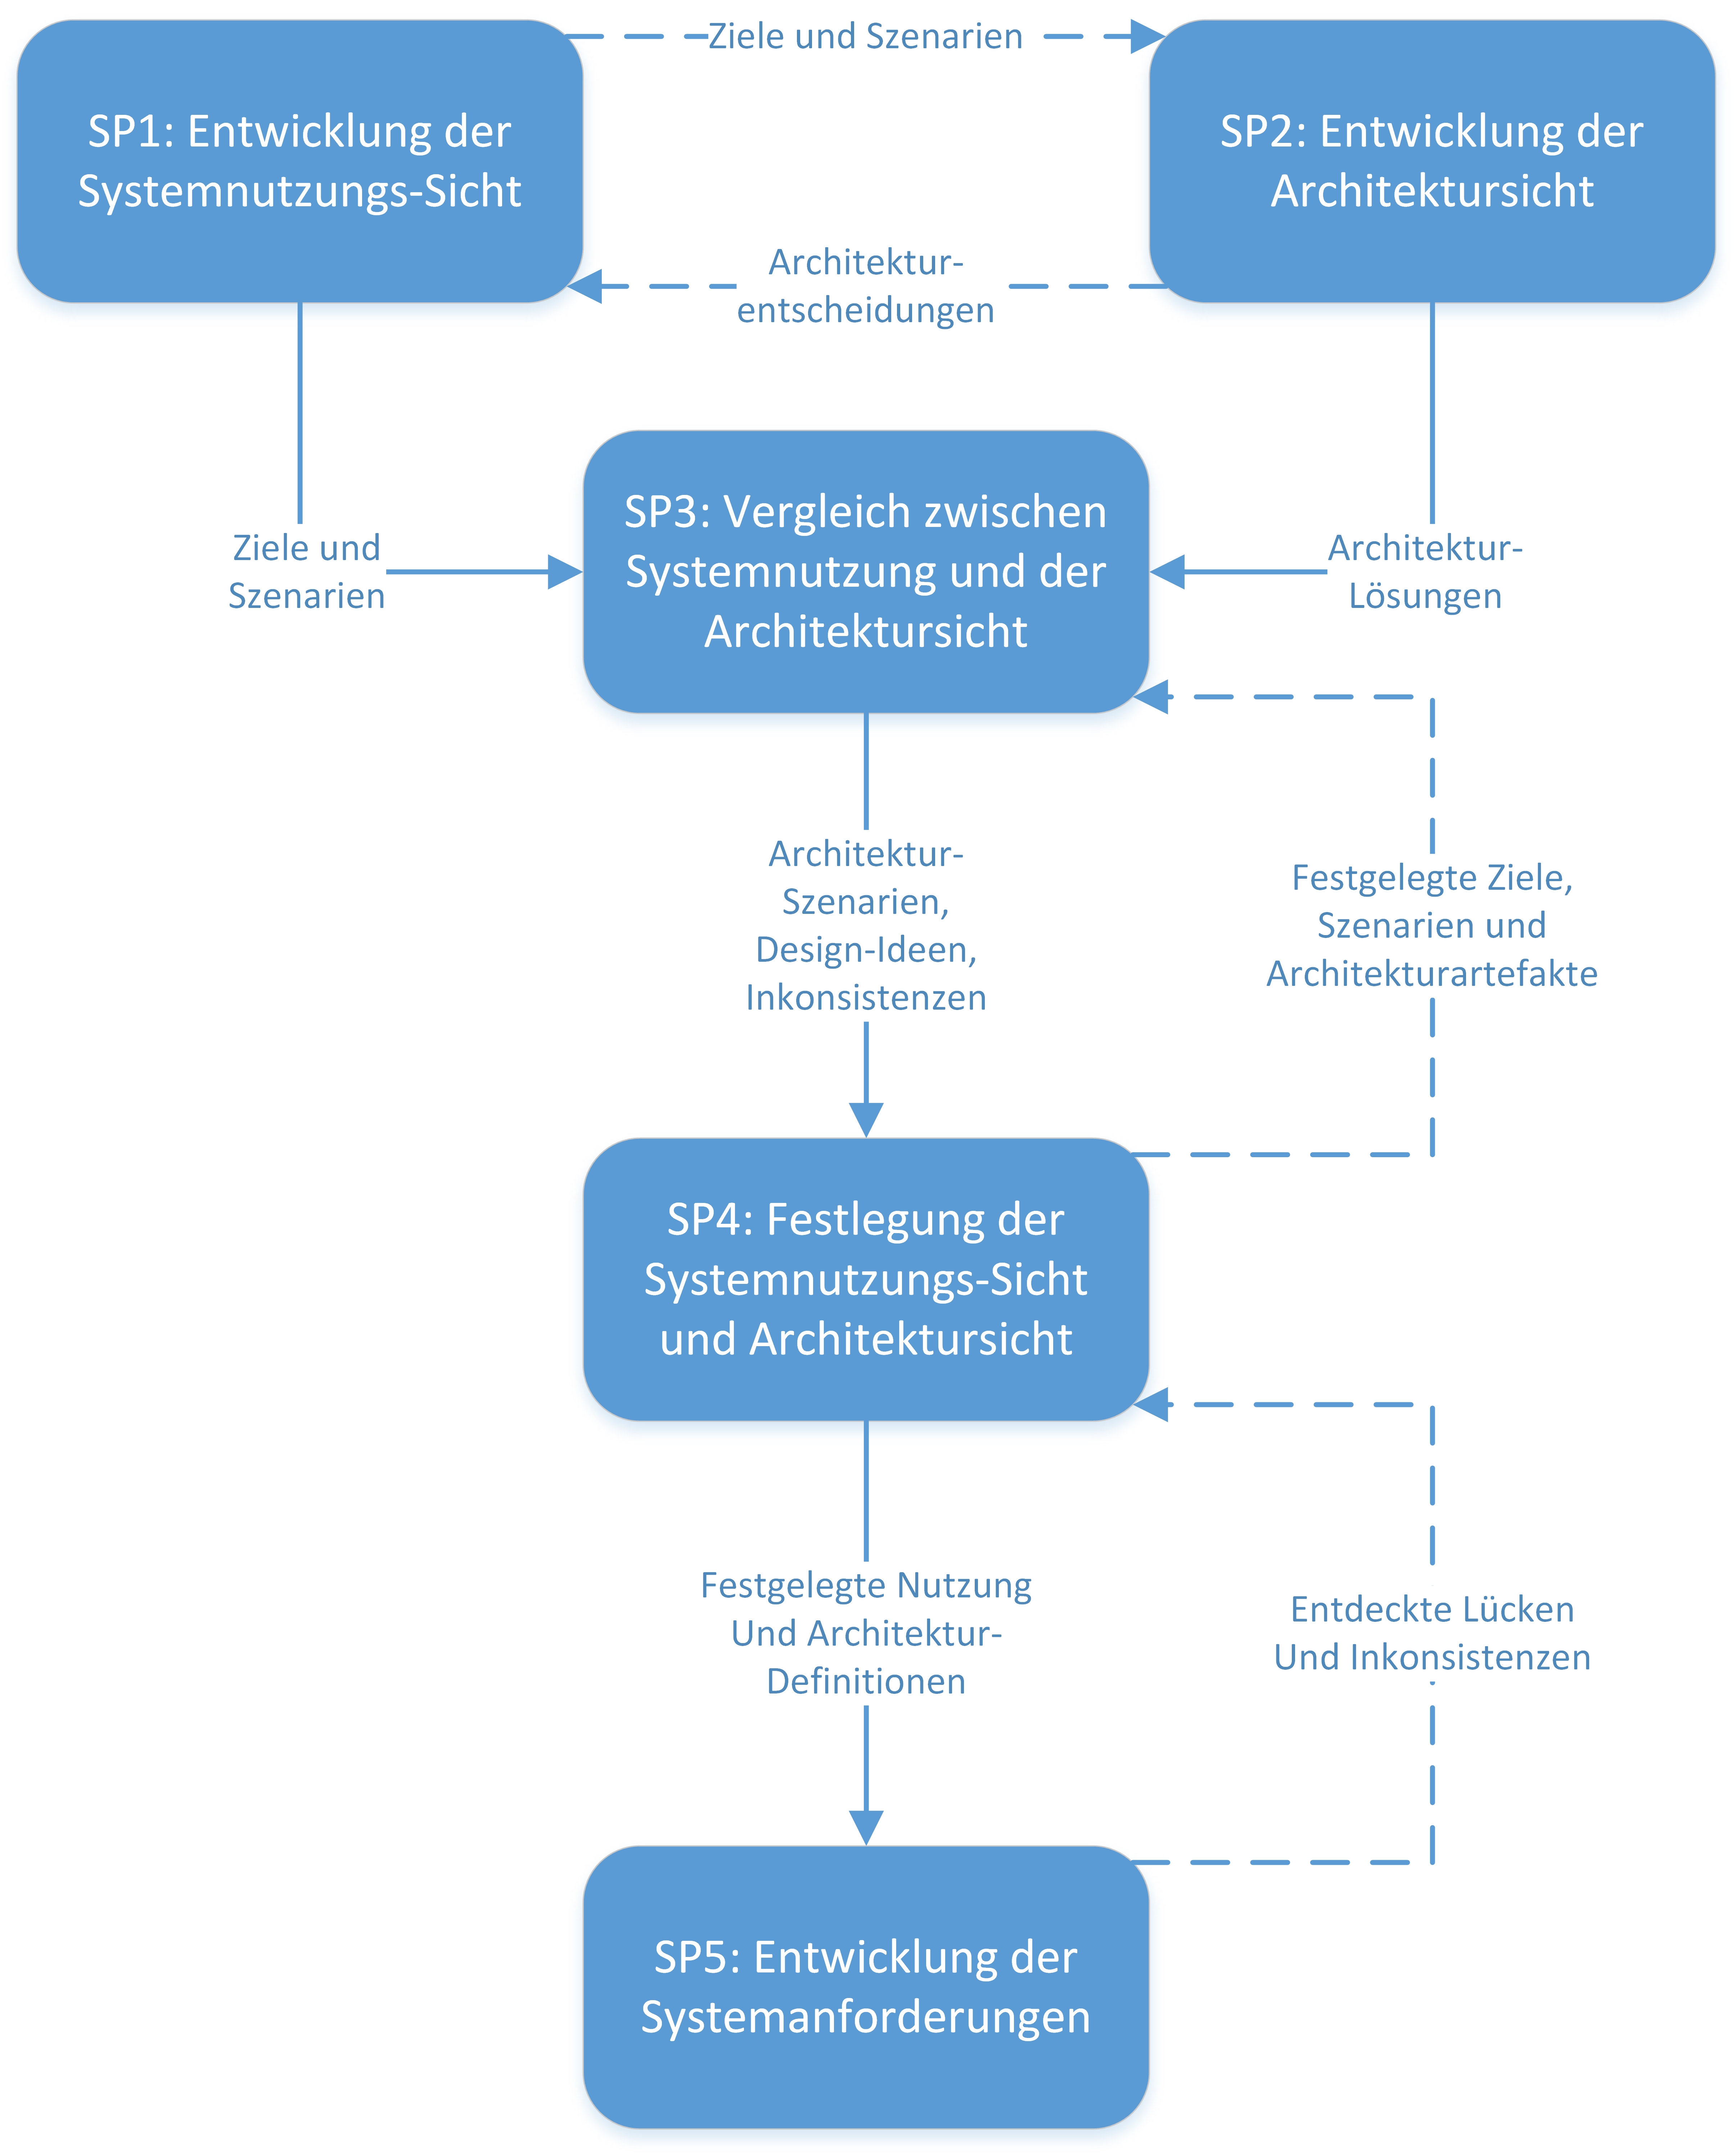 Ziele und Szenarien
SP1: Entwicklung der
Systemnutzungs-Sicht
SP2: Entwicklung der
Architektursicht
Architektur-
entscheidungen
SP3: Vergleich zwischen
Systemnutzung und der
Architektursicht
Ziele und
Szenarien
Architektur-
Lösungen
Architektur-
Szenarien,
Design-Ideen,
Inkonsistenzen
Festgelegte Ziele,
Szenarien und
Architekturartefakte
SP4: Festlegung der
Systemnutzungs-Sicht
und Architektursicht
Festgelegte Nutzung
Und Architektur-
Definitionen
Entdeckte Lücken
Und Inkonsistenzen
SP5: Entwicklung der
Systemanforderungen